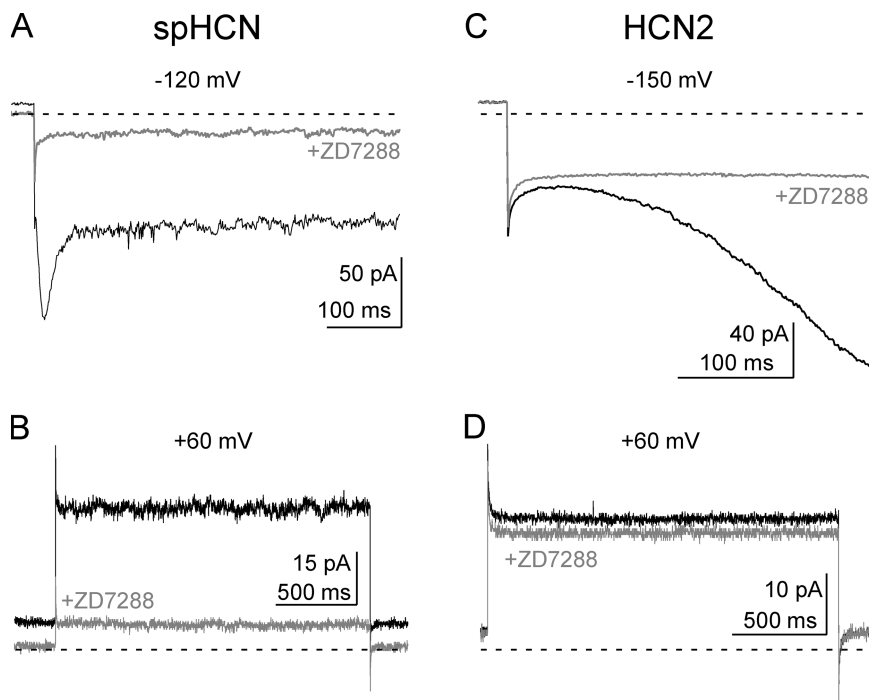 A spHCN
-120 mV
+ZD7288
50 pA
100 ms
C HCN2
-150 mV
+ZD7288
40 pA
100 ms
B
+60 mV
15 pA
500 ms
+ZD7288
D
+60 mV
+ZD7288
10 pA
500 ms